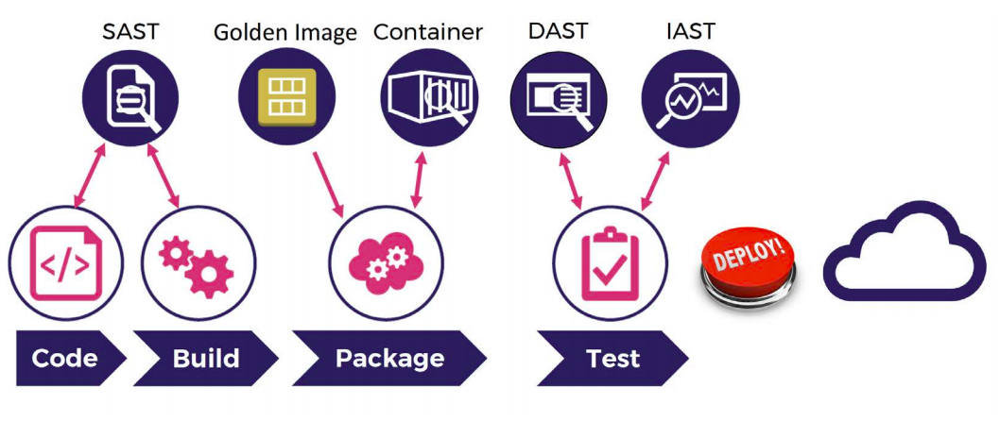 SAST Golden Image Container DAST IAST
</>
DEPLOY!
Code Build Package Test